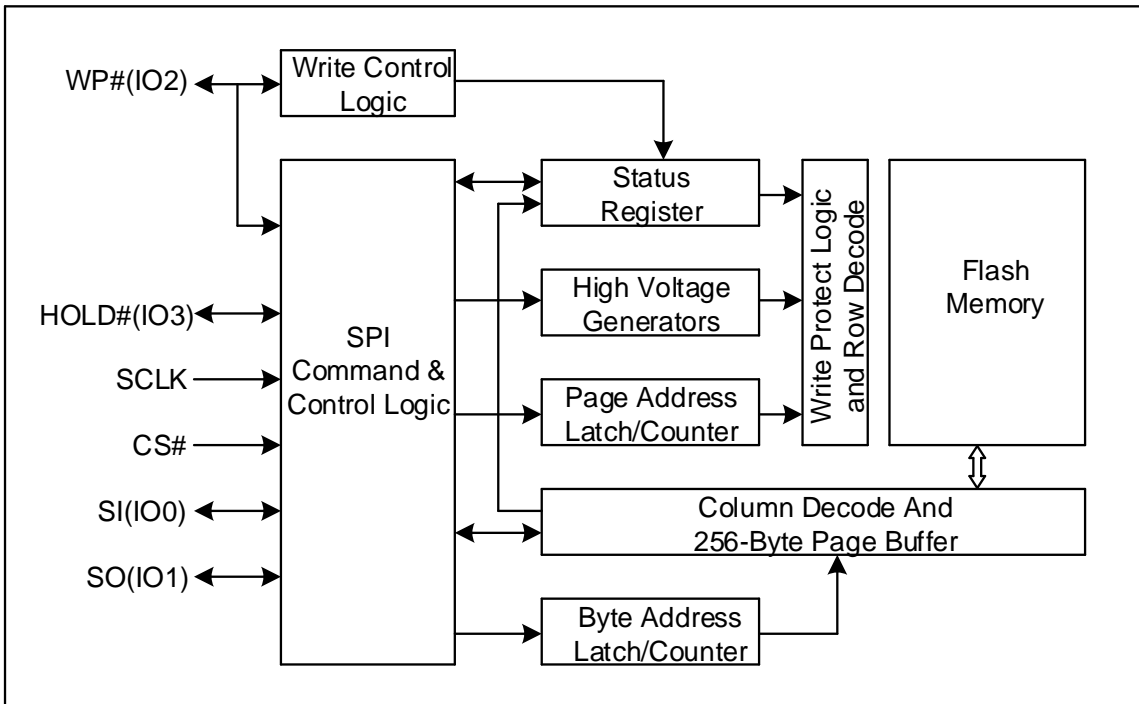 WP#(IO2)
Write Control
Logic
Status
Register
HOLD#(IO3)
SCLK
CS#
SI(IO0)
SO(IO1)
SPI
Command &
Control Logic
High Voltage
Generators
Page Address
Latch/Counter
Write Protect Logic
and Row Decode
Flash
Memory
Column Decode And
256-Byte Page Buffer
Byte Address
Latch/Counter